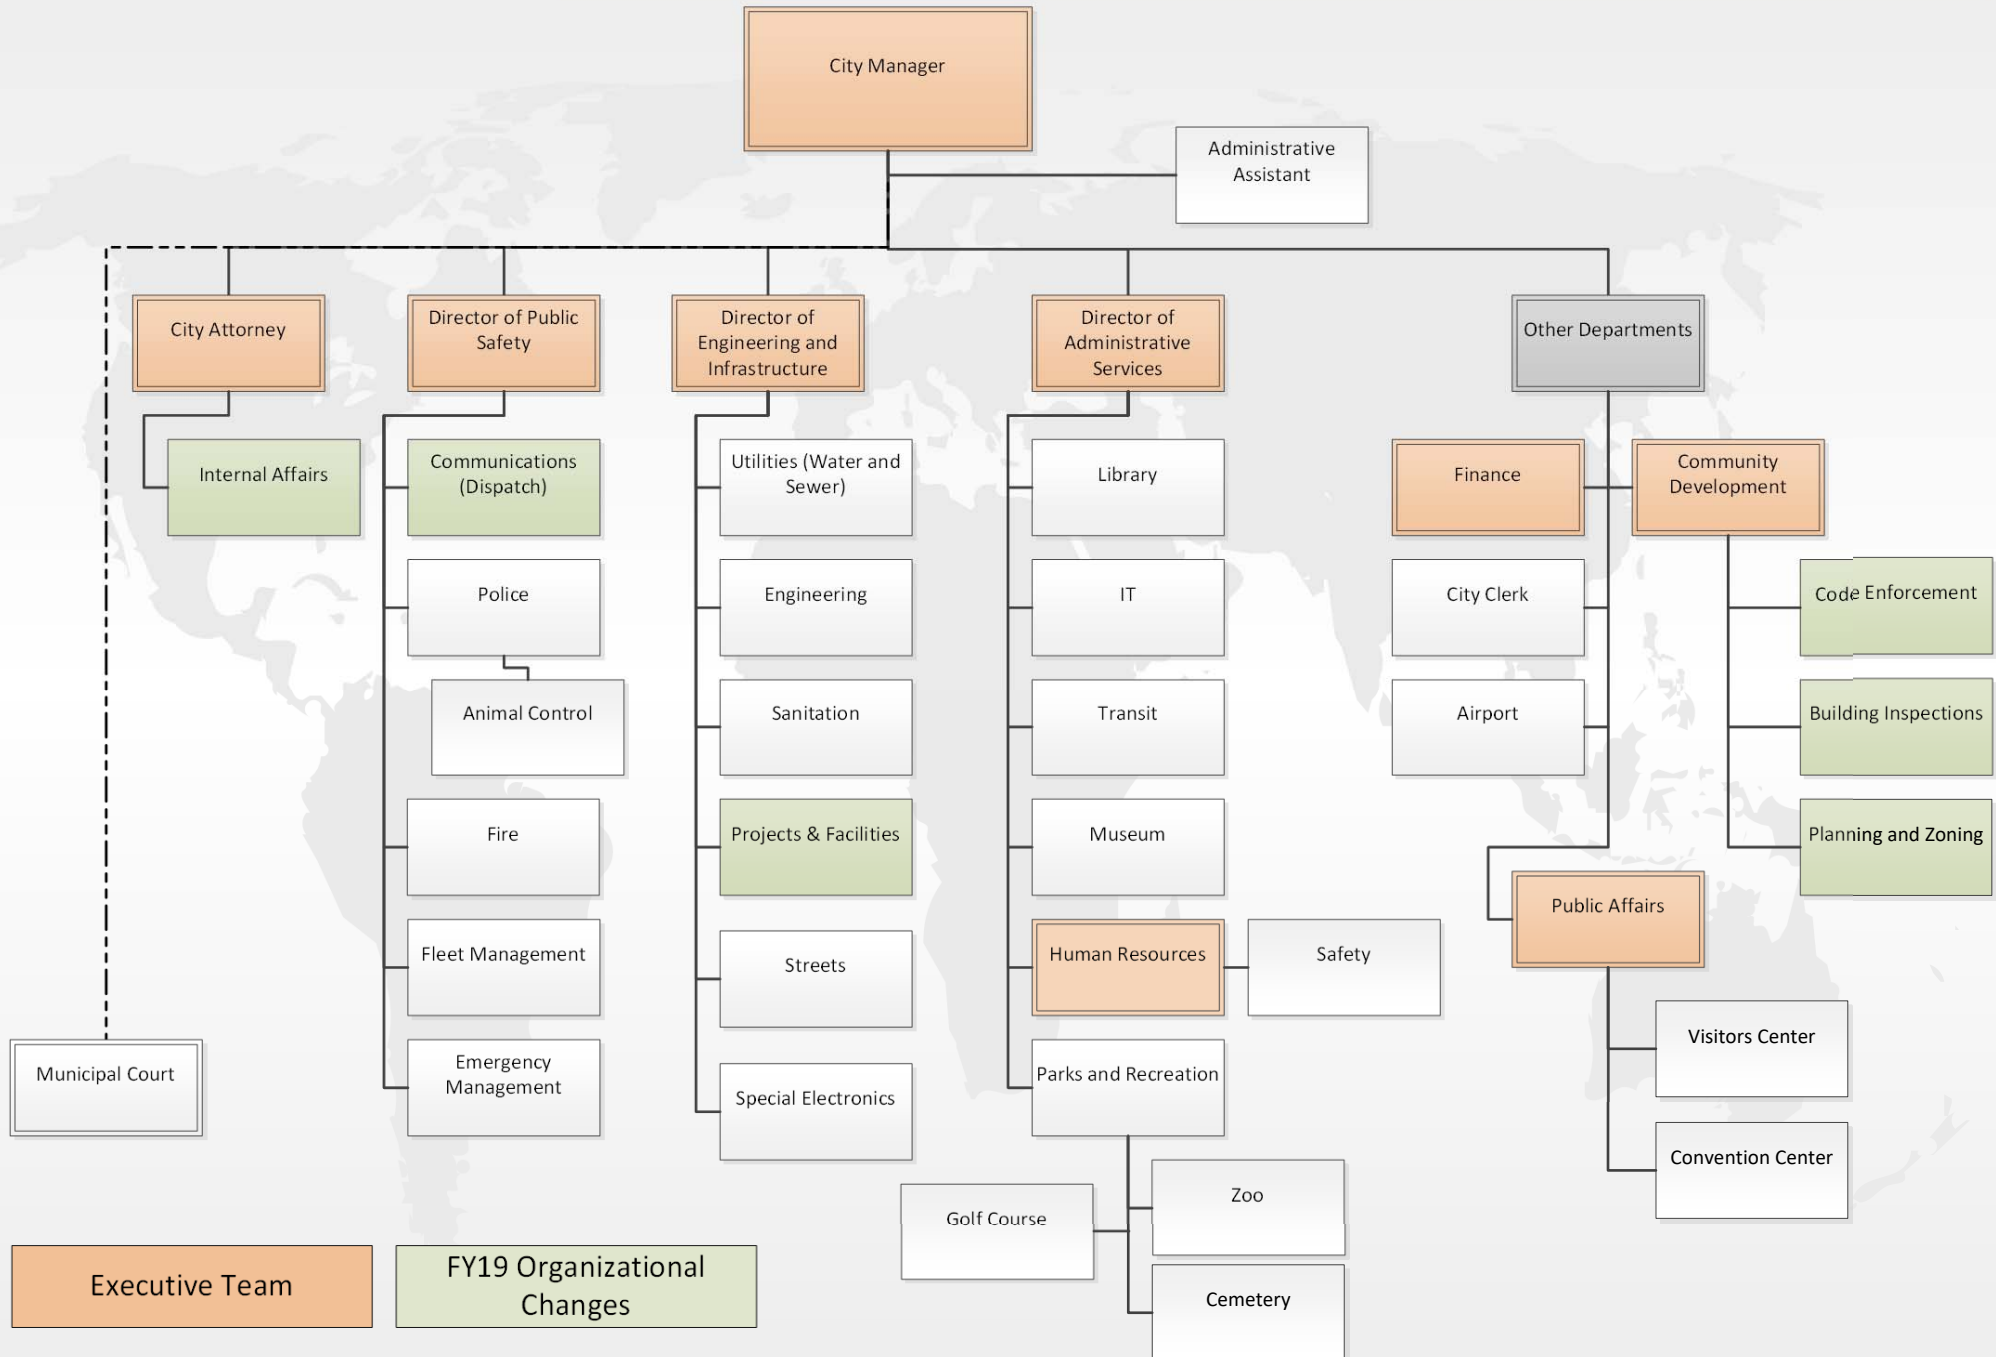 City Manager
Administrative
Assistant
City Attorney
Director of Public
Safety
Director of
Engineering and
Infrastructure
Director of
Administrative
Services
Other Departments
Internal Affairs
Communications
(Dispatch)
Utilities (Water and
Sewer)
Library
Finance
Community
Development
Police
Engineering
IT
City Clerk
Code Enforcement
Animal Control
Sanitation
Transit
Airport
Building Inspections
Fire
Projects & Facilities
Museum
Planning and Zoning
Public Affairs
Fleet Management
Streets
Human Resources
Safety
Visitors Center
Municipal Court
Emergency
Management
Special Electronics
Parks and Recreation
Convention Center
Golf Course
Zoo
Cemetery
Executive Team
FY19 Organizational
Changes